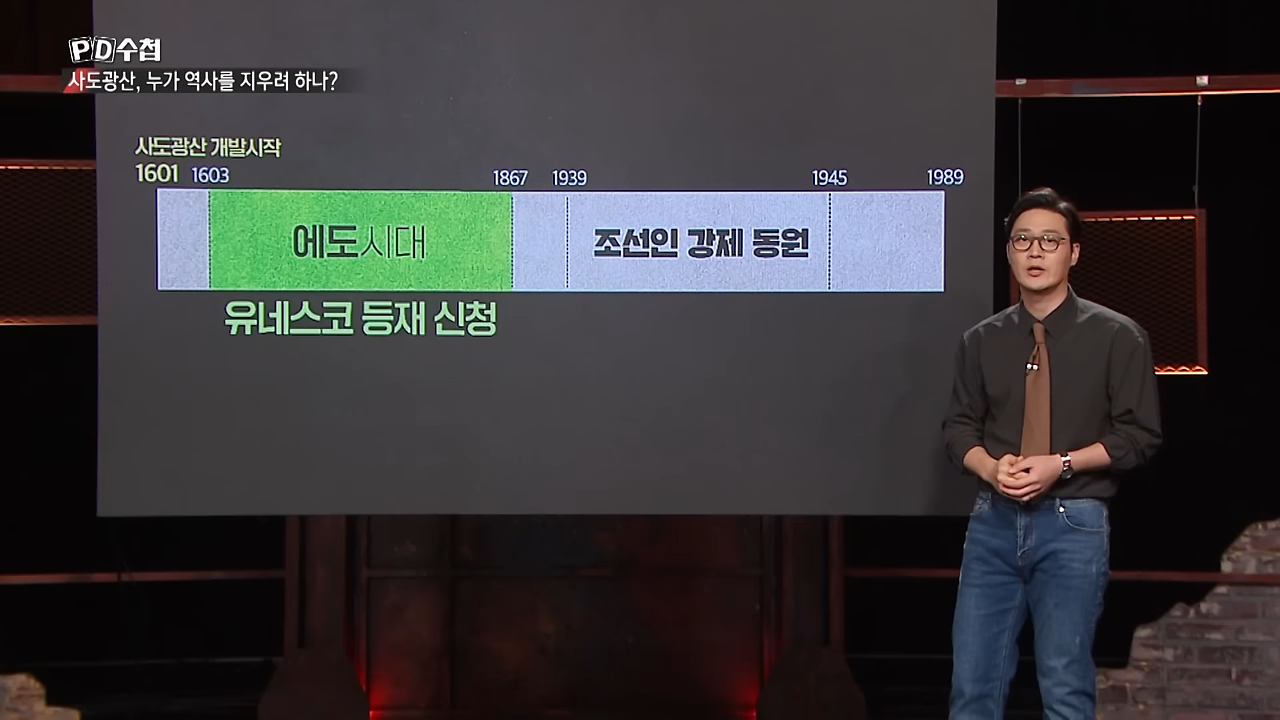 PD수첩
사도광산, 누가 역사를 지우려 하나?
사도광산 개발시작
1601 1603 1867 1939 1945 1989
에도시대
조선인 강제 동원
유네스코 등재 신청